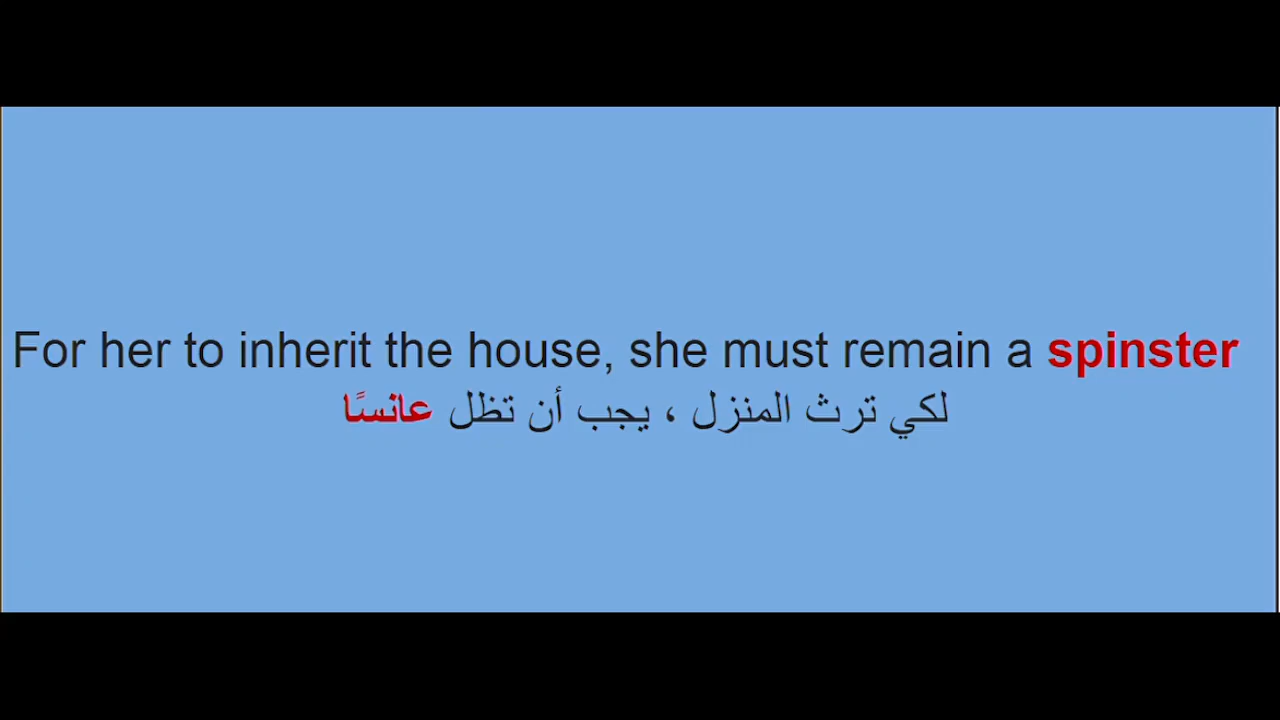 For her to inherit the house, she must remain a spinster
لكي ترث المنزل ، يجب أن تظل عانسًا